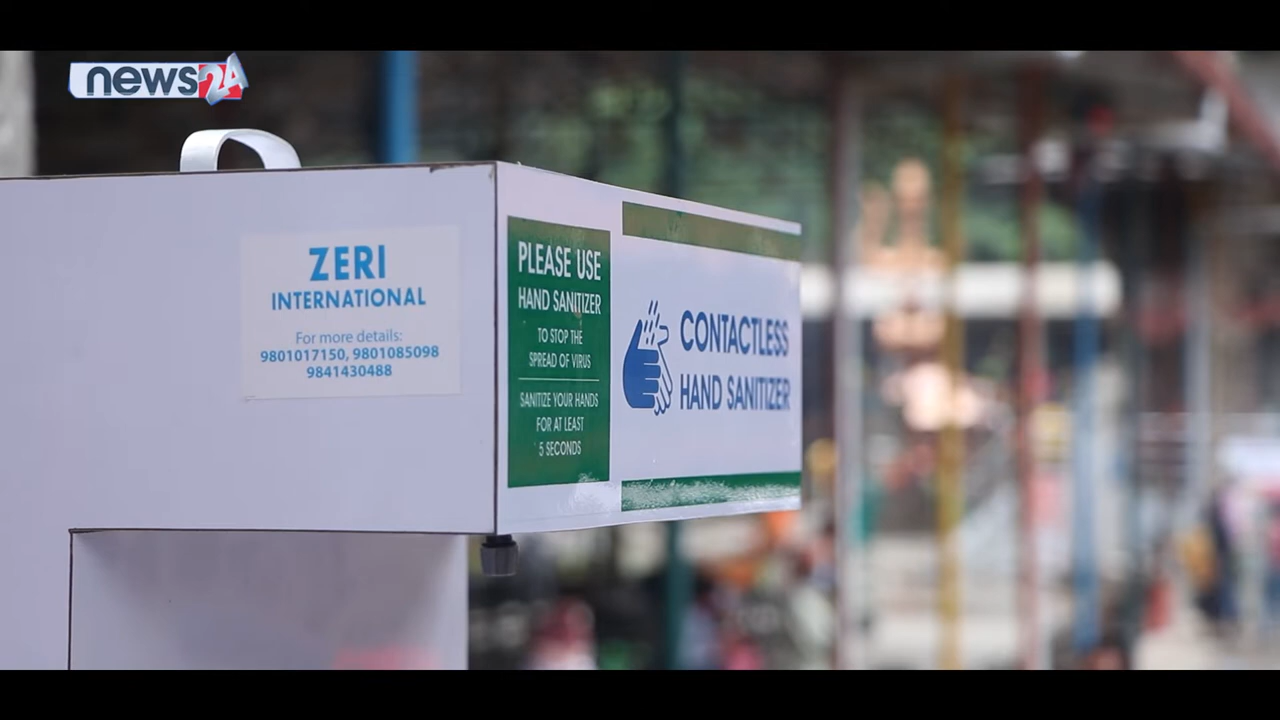 news24
ZERI
INTERNATIONAL
For more details:
9801017150, 9801085098
9841430488
PLEASE USE
HAND SANITIZER
TO STOP THE
SPREAD OF VIRUS
SANITIZE YOUR HANDS
FOR AT LEAST
5 SECONDS
CONTACTLESS
HAND SANITIZER